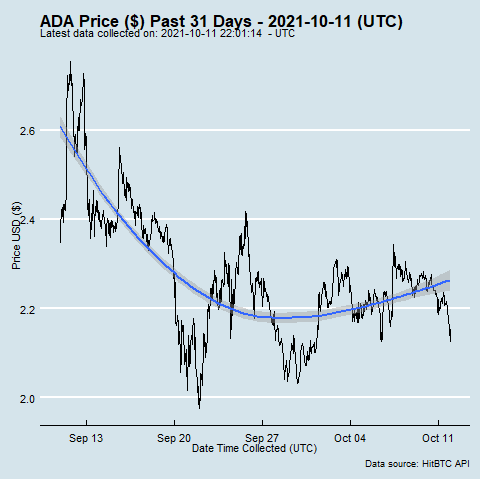 ADA Price ($) Past 31 Days - 2021-10-11 (UTC)
Latest data collected on: 2021-10-11 22:01:14  - UTC
Price USD ($)
2.6
2.4
2.2
2.0
Sep 13
Sep 20
Sep 27
Oct 04
Oct 11
Date Time Collected (UTC)
Data source: HitBTC API